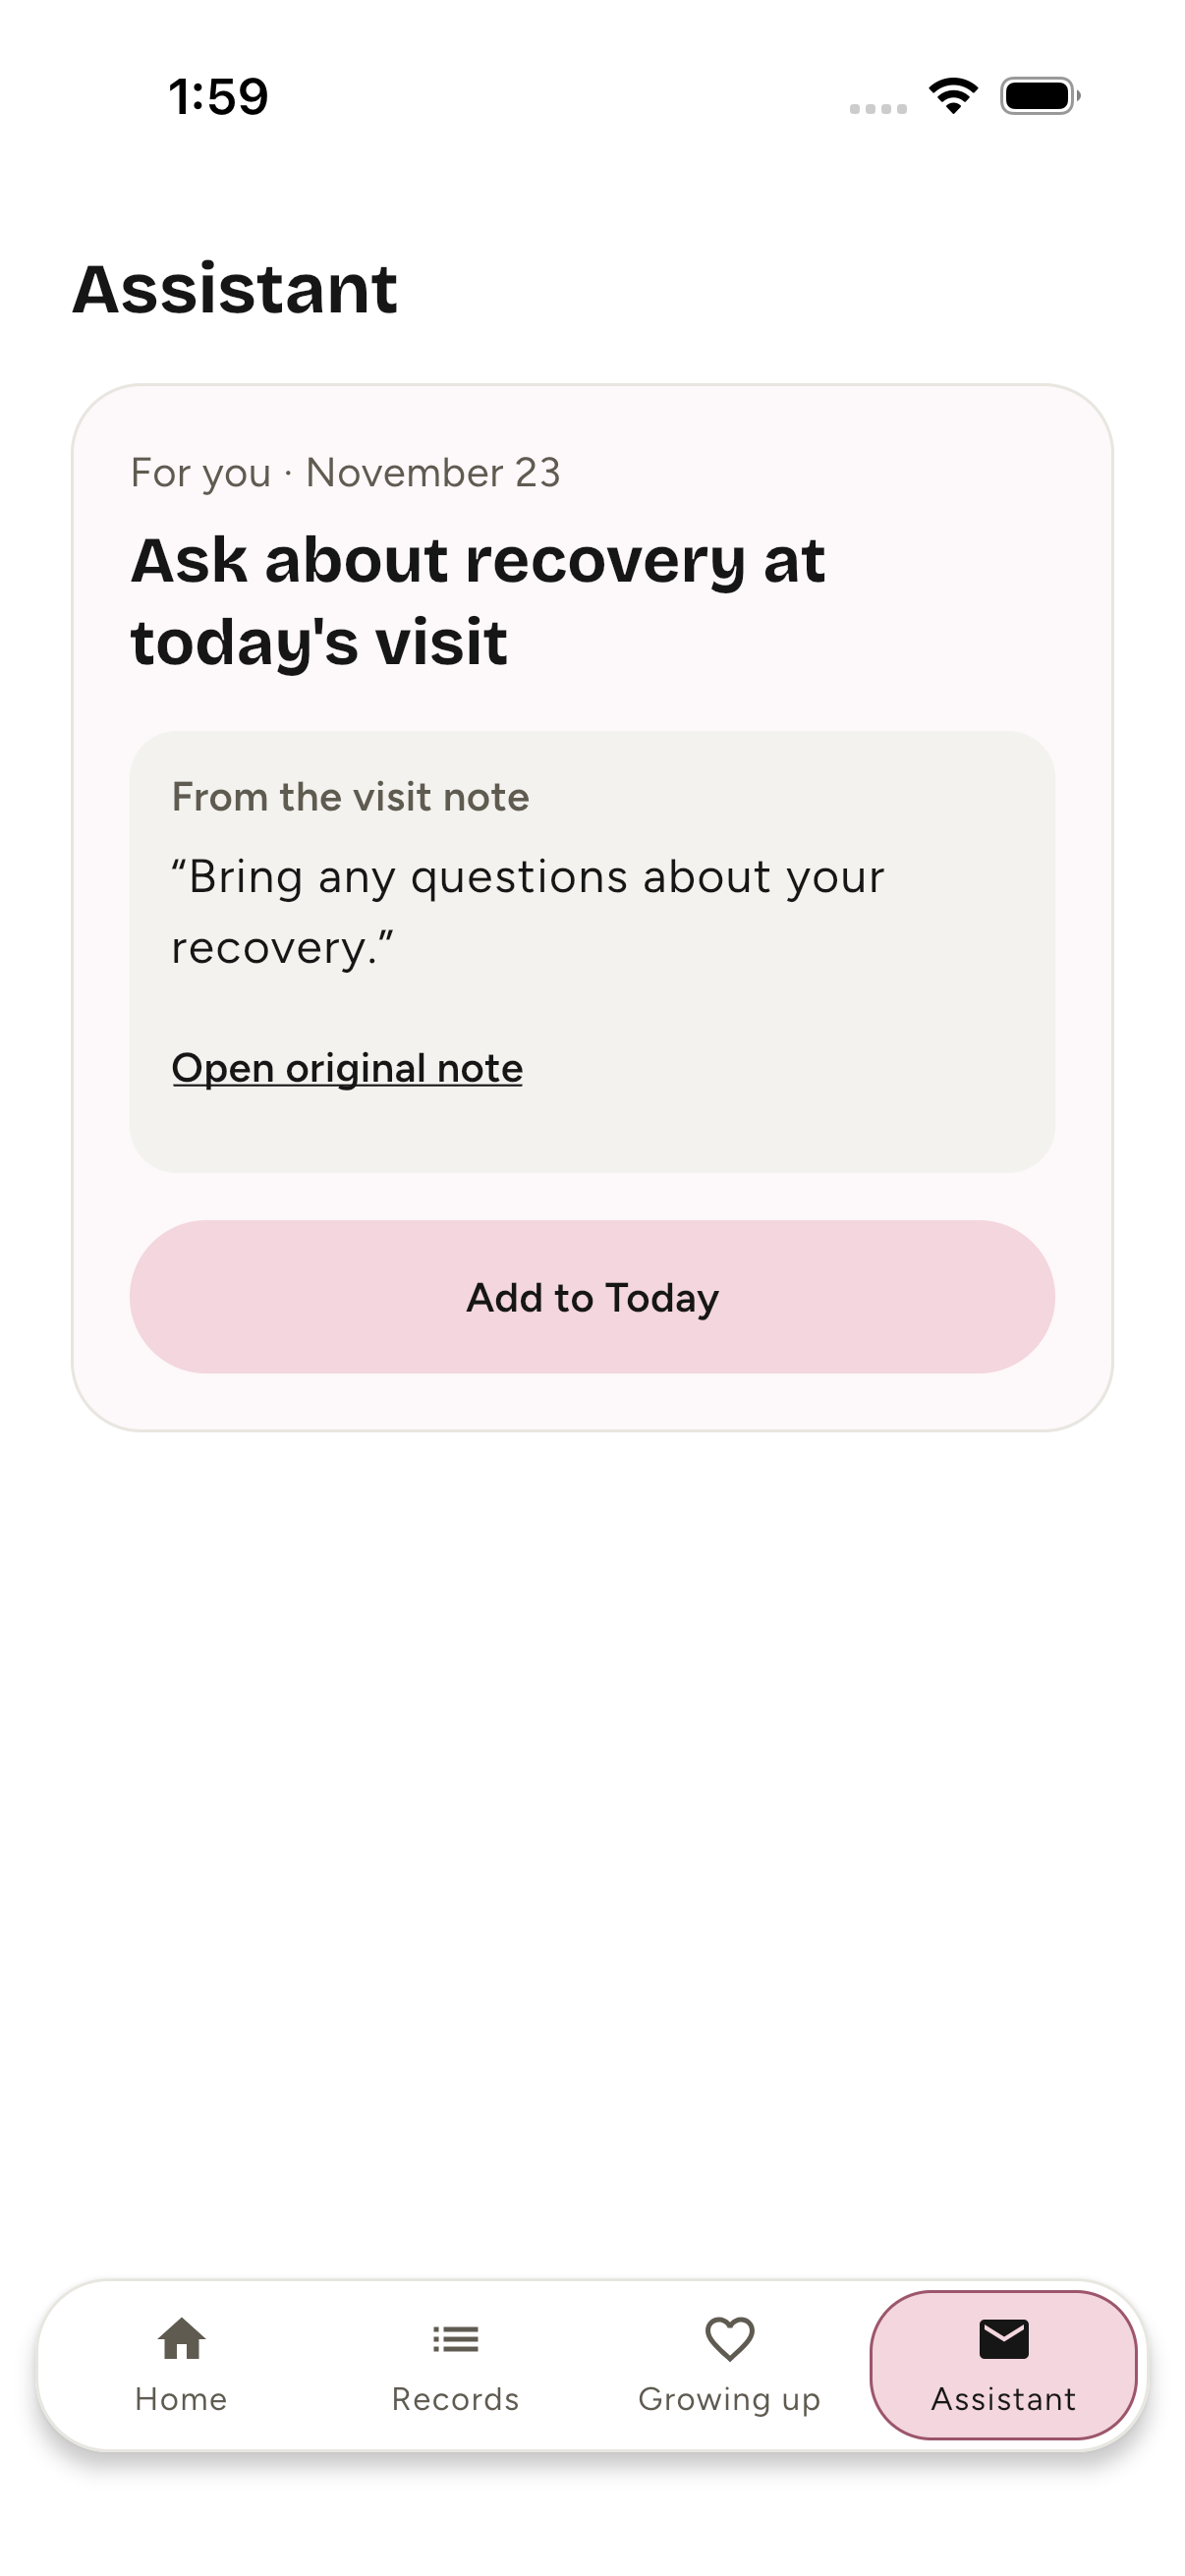 1:59
Assistant
For you · November 23
Ask about recovery at
today's visit
From the visit note
“Bring any questions about your
recovery.”
Open original note
Add to Today
Home
Records
Growing up
Assistant